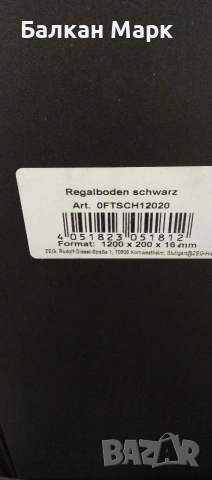 Балкан Марк
Regalboden schwarz
Art. 0FTSCH12020
4 051823 051812
Format: 1200 x 200 x 16 mm
ZEG, Rudolf-Diesel-Straße 1, 70806 Kornwestheim,
BAZAR